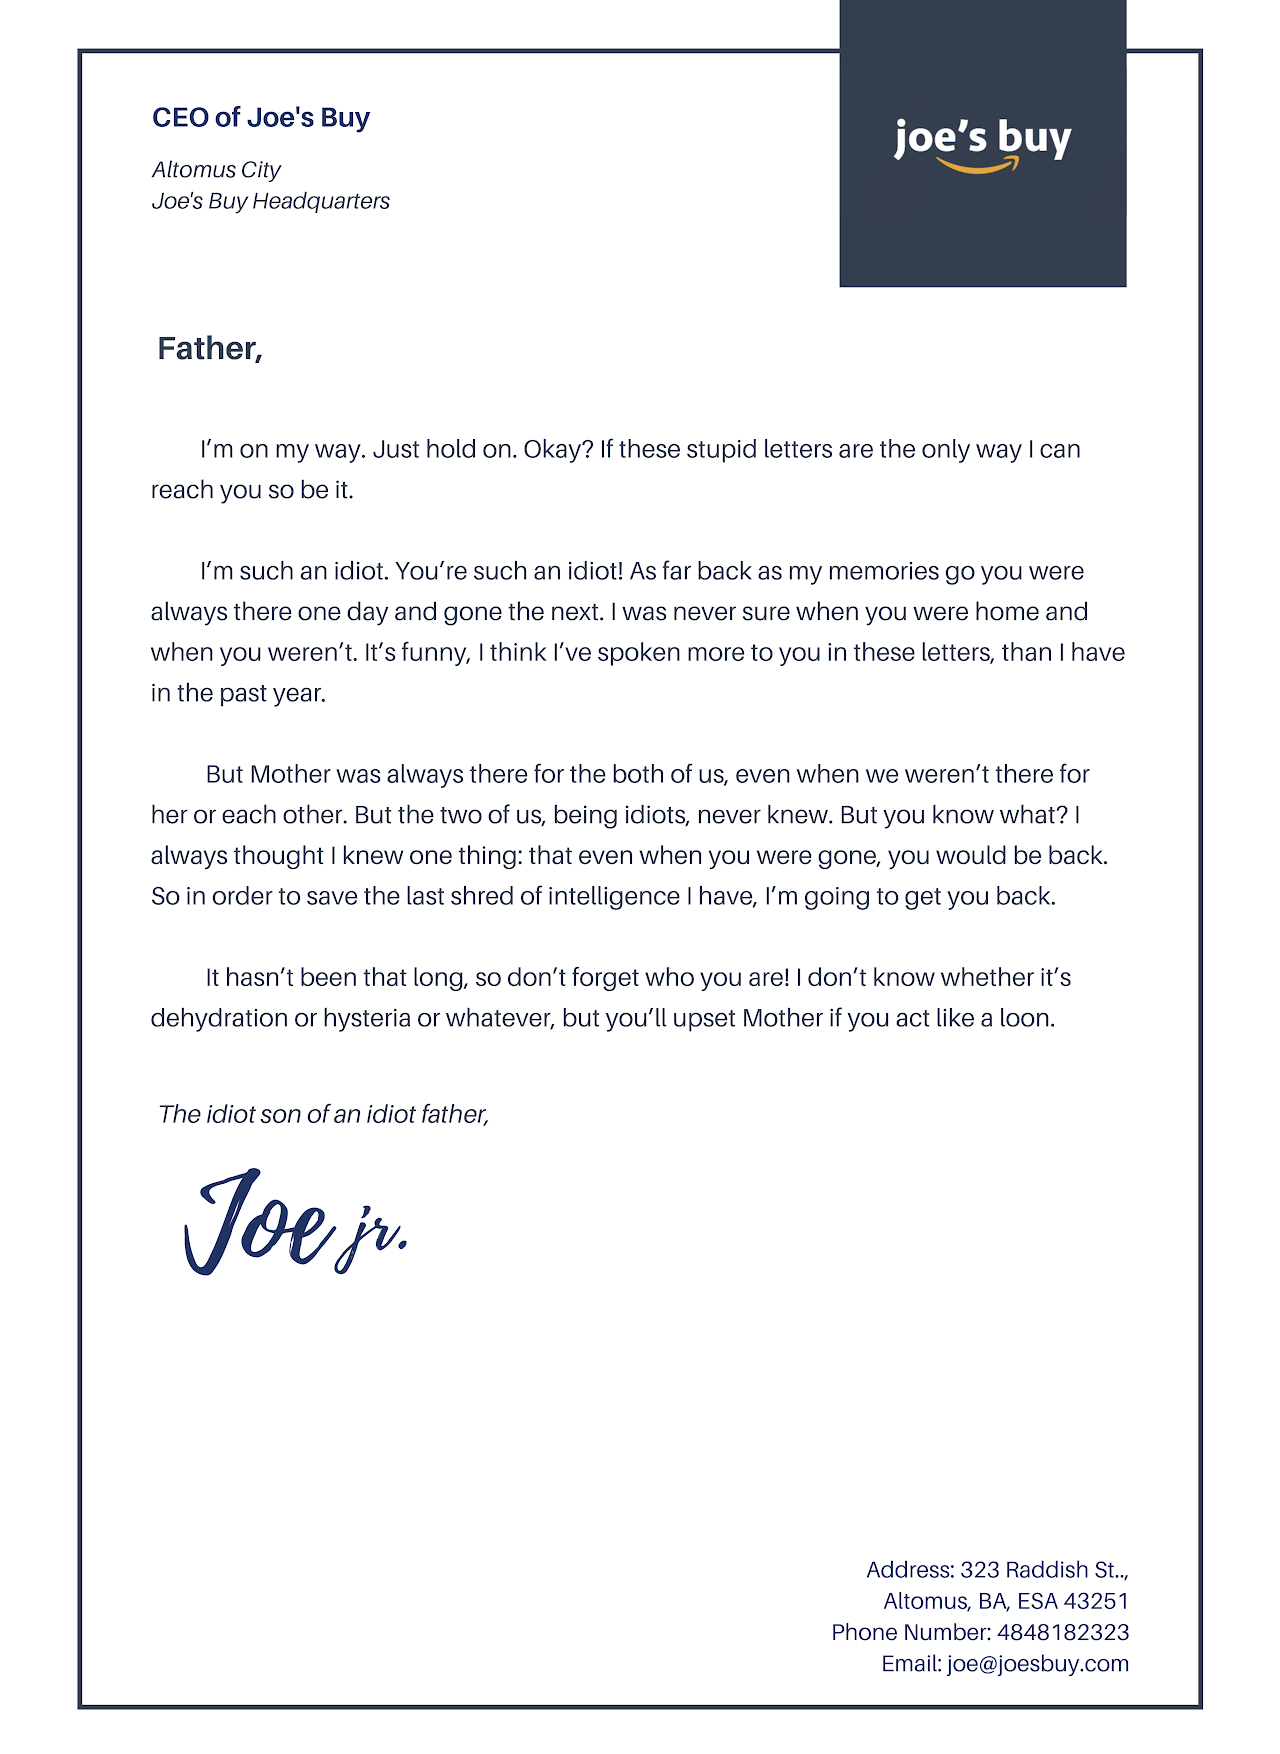 CEO of Joe's Buy
Altomus City
Joe's Buy Headquarters
joe's buy
Father,
I'm on my way. Just hold on. Okay? If these stupid letters are the only way I can
reach you so be it.
I'm such an idiot. You're such an idiot! As far back as my memories go you were
always there one day and gone the next. I was never sure when you were home and
when you weren't. It's funny, I think I've spoken more to you in these letters, than I have
in the past year.
But Mother was always there for the both of us, even when we weren't there for
her or each other. But the two of us, being idiots, never knew. But you know what? I
always thought I knew one thing: that even when you were gone, you would be back.
So in order to save the last shred of intelligence I have, I'm going to get you back.
It hasn't been that long, so don't forget who you are! I don't know whether it's
dehydration or hysteria or whatever, but you'll upset Mother if you act like a loon.
The idiot son of an idiot father,
Joe jr.
Address: 323 Raddish St..,
Altomus, BA, ESA 43251
Phone Number: 4848182323
Email: joe@joesbuy.com